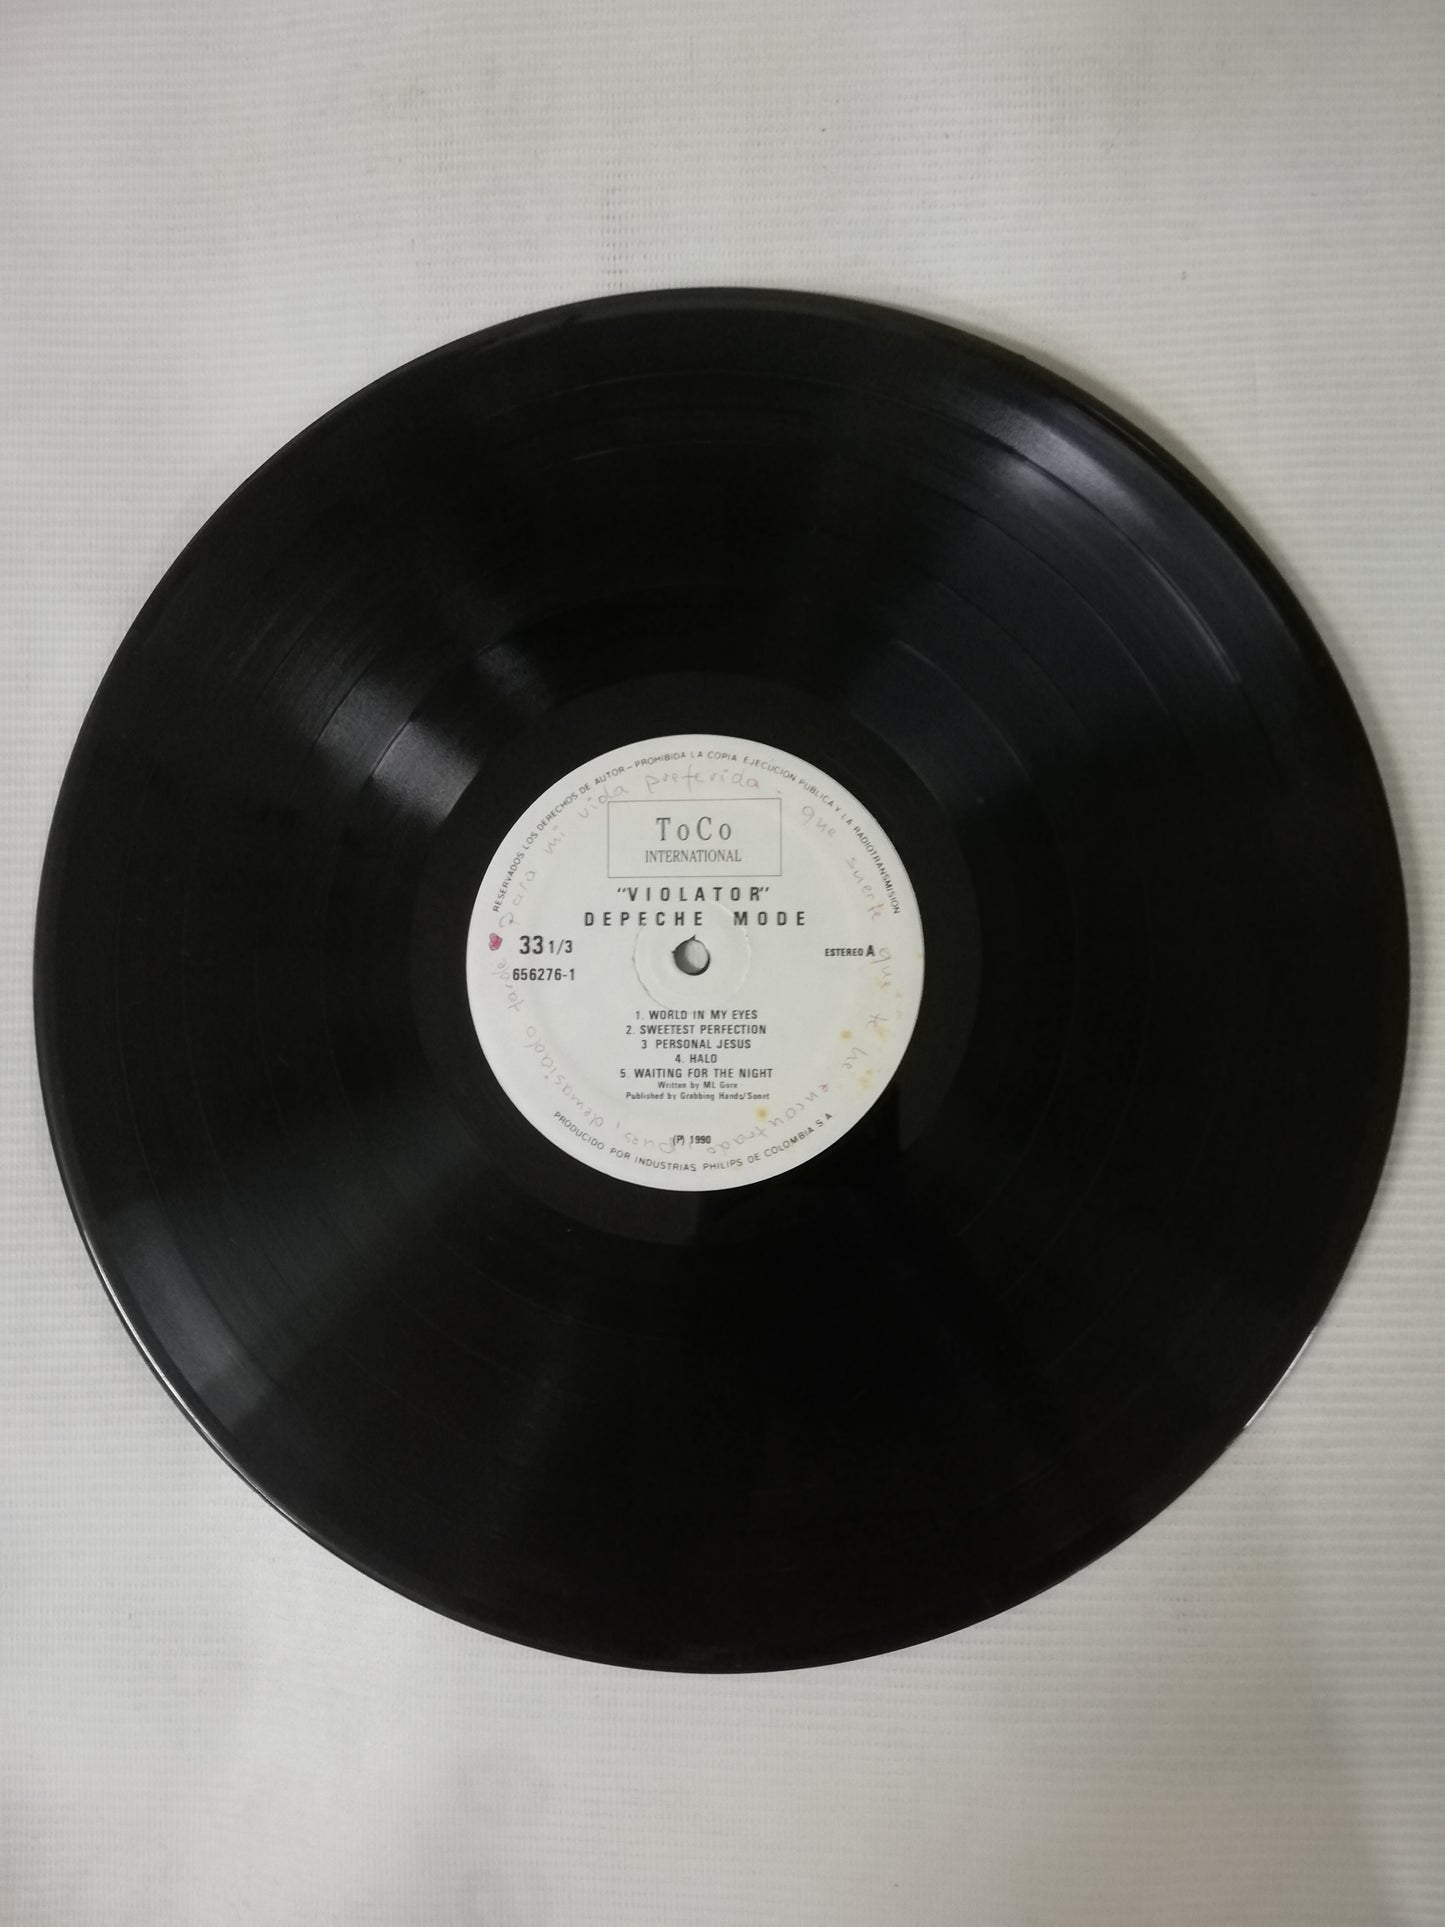 RESERVADOS LOS DERECHOS DE AUTOR - PROHIBIDA LA COPIA EJECUCION PUBLICA Y LA RADIOTRANSMISION
Para mi vida preferida, que suerte que te he encontrado, pues, demasiado tarde
ToCo
INTERNATIONAL
"VIOLATOR"
DEPECHE MODE
33 1/3
ESTEREO A
656276-1
1. WORLD IN MY EYES
2. SWEETEST PERFECTION
3 PERSONAL JESUS
4. HALO
5. WAITING FOR THE NIGHT
Written by ML Gore
Published by Grabbing Hands/Sonet
(P) 1990
PRODUCIDO POR INDUSTRIAS PHILIPS DE COLOMBIA S A